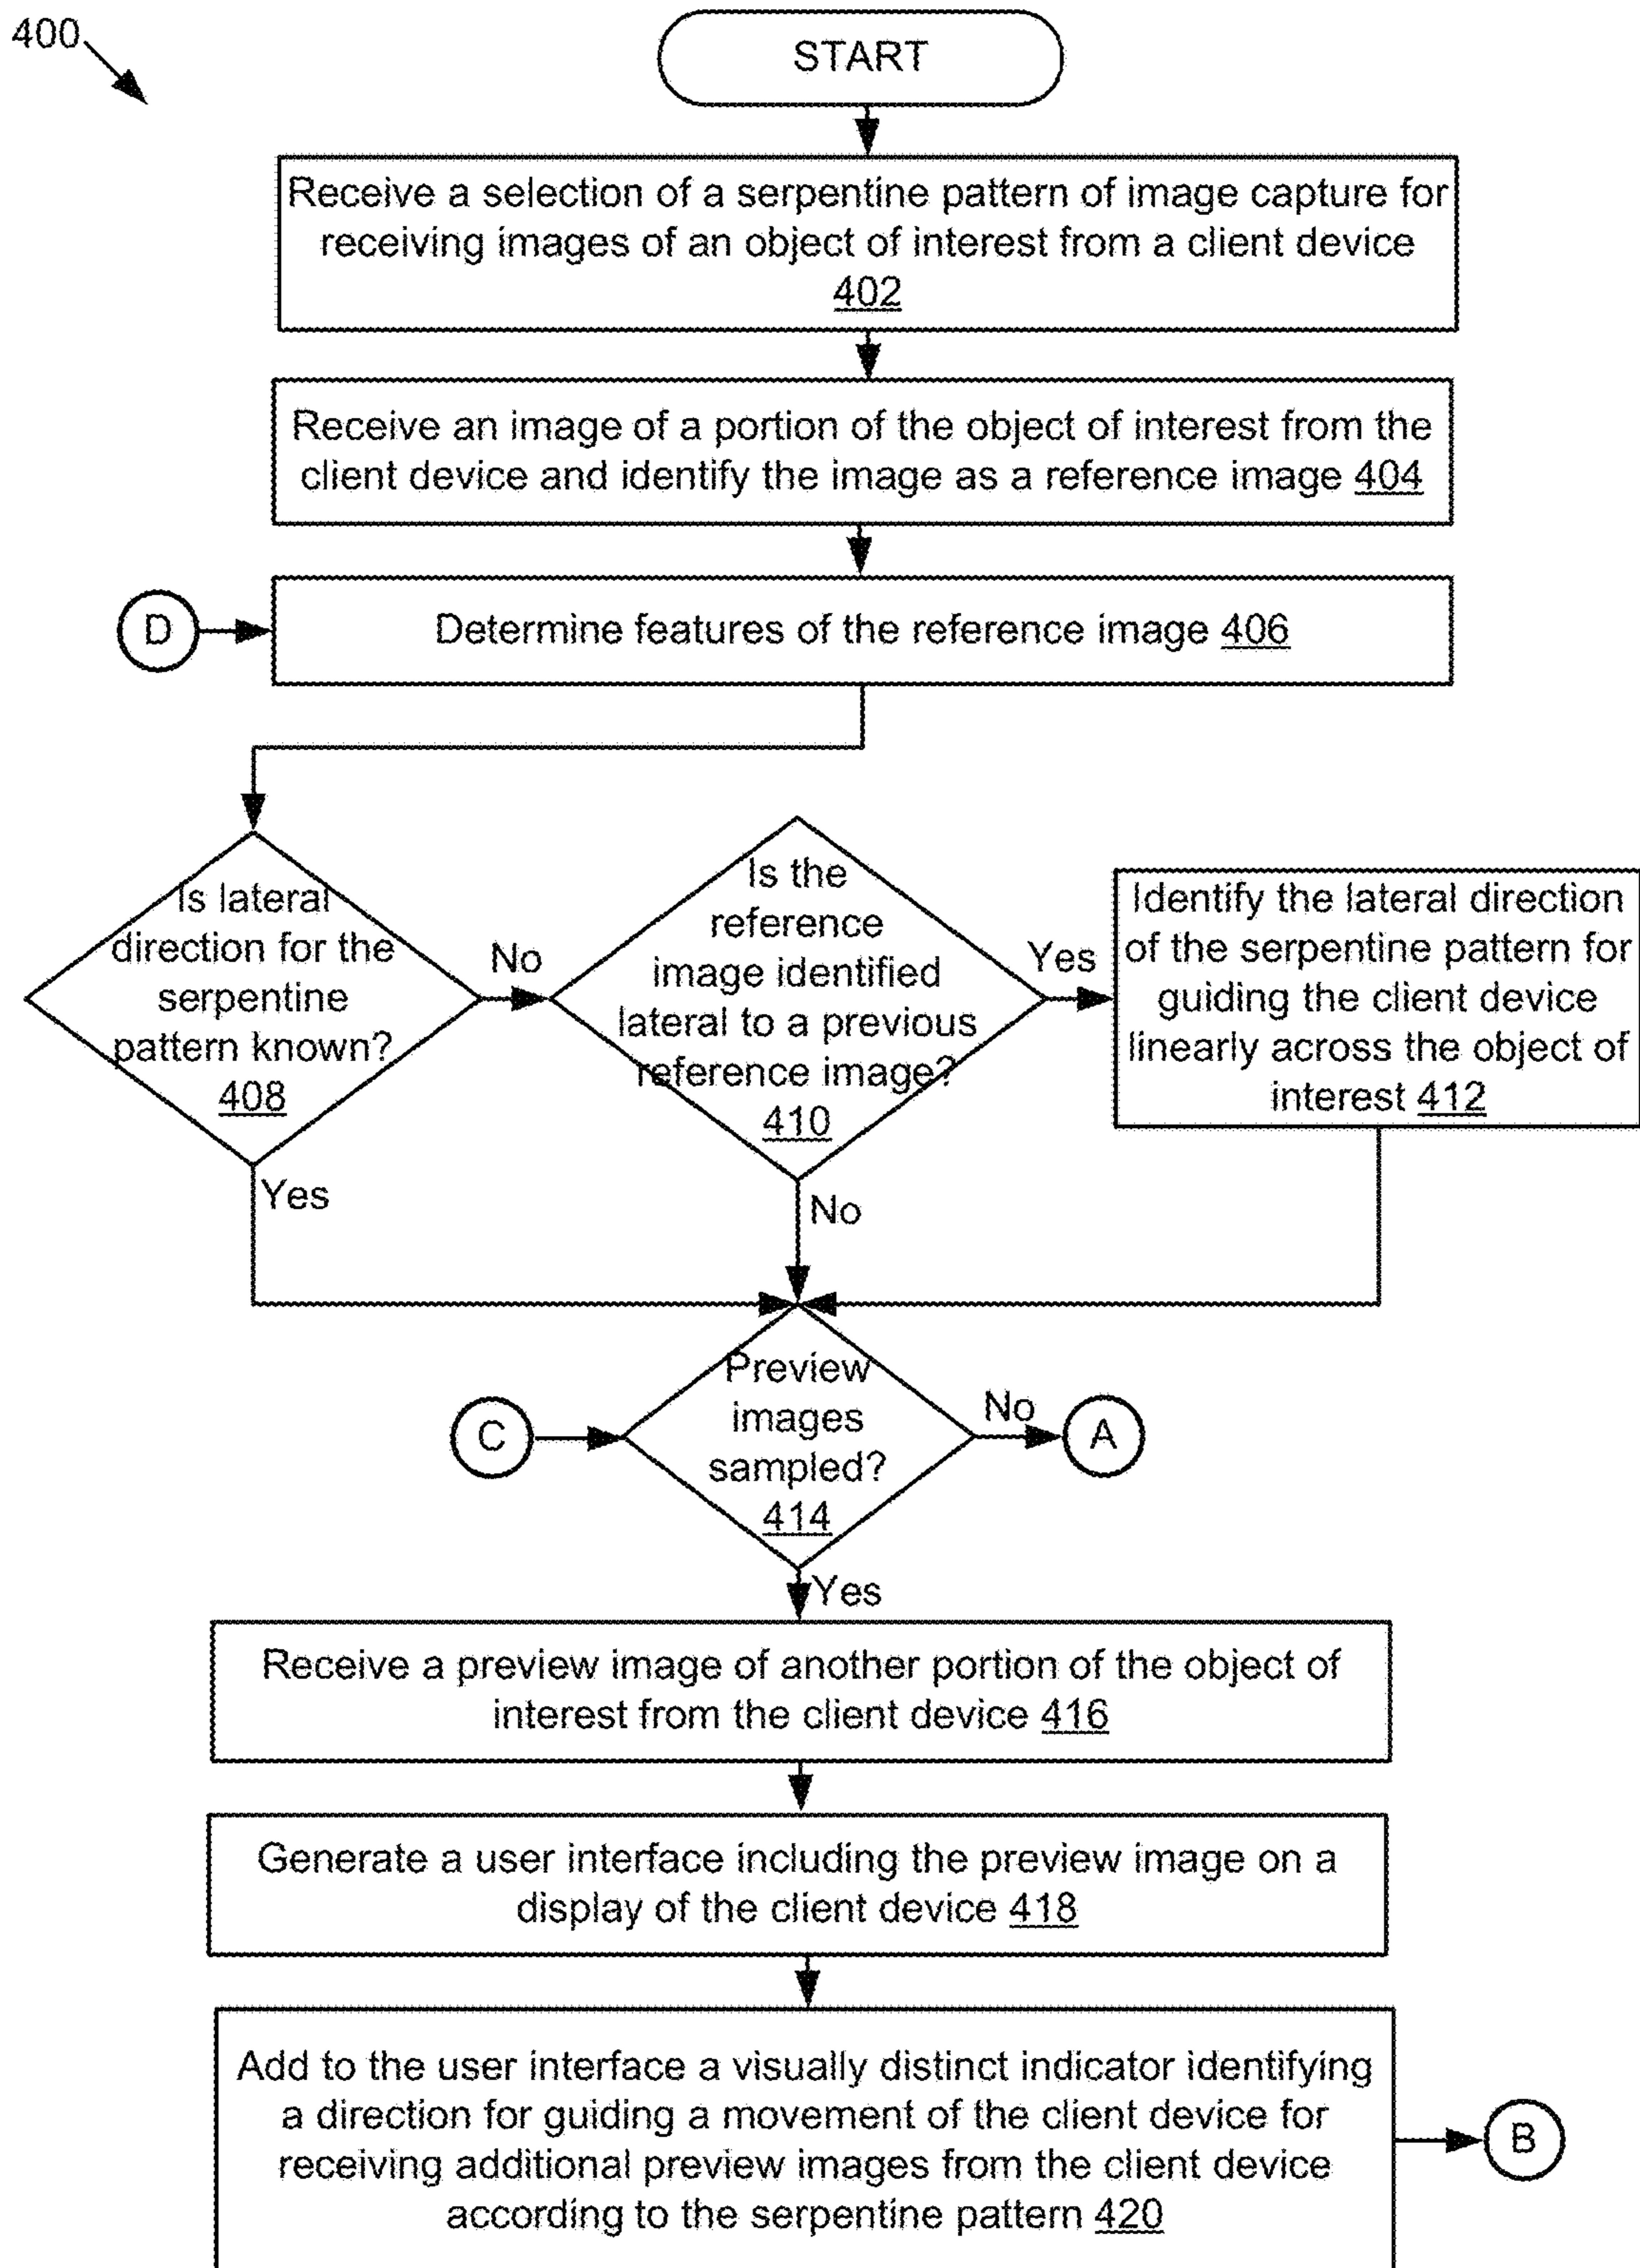 400
START
Receive a selection of a serpentine pattern of image capture for
receiving images of an object of interest from a client device
402
Receive an image of a portion of the object of interest from the
client device and identify the image as a reference image 404
D
Determine features of the reference image 406
Is lateral
direction for the
serpentine
pattern known?
408
No
Yes
Is the
reference
image identified
lateral to a previous
reference image?
410
Yes
No
Identify the lateral direction
of the serpentine pattern for
guiding the client device
linearly across the object of
interest 412
C
Preview
images
sampled?
414
No
A
Yes
Receive a preview image of another portion of the object of
interest from the client device 416
Generate a user interface including the preview image on a
display of the client device 418
Add to the user interface a visually distinct indicator identifying
a direction for guiding a movement of the client device for
receiving additional preview images from the client device
according to the serpentine pattern 420
B